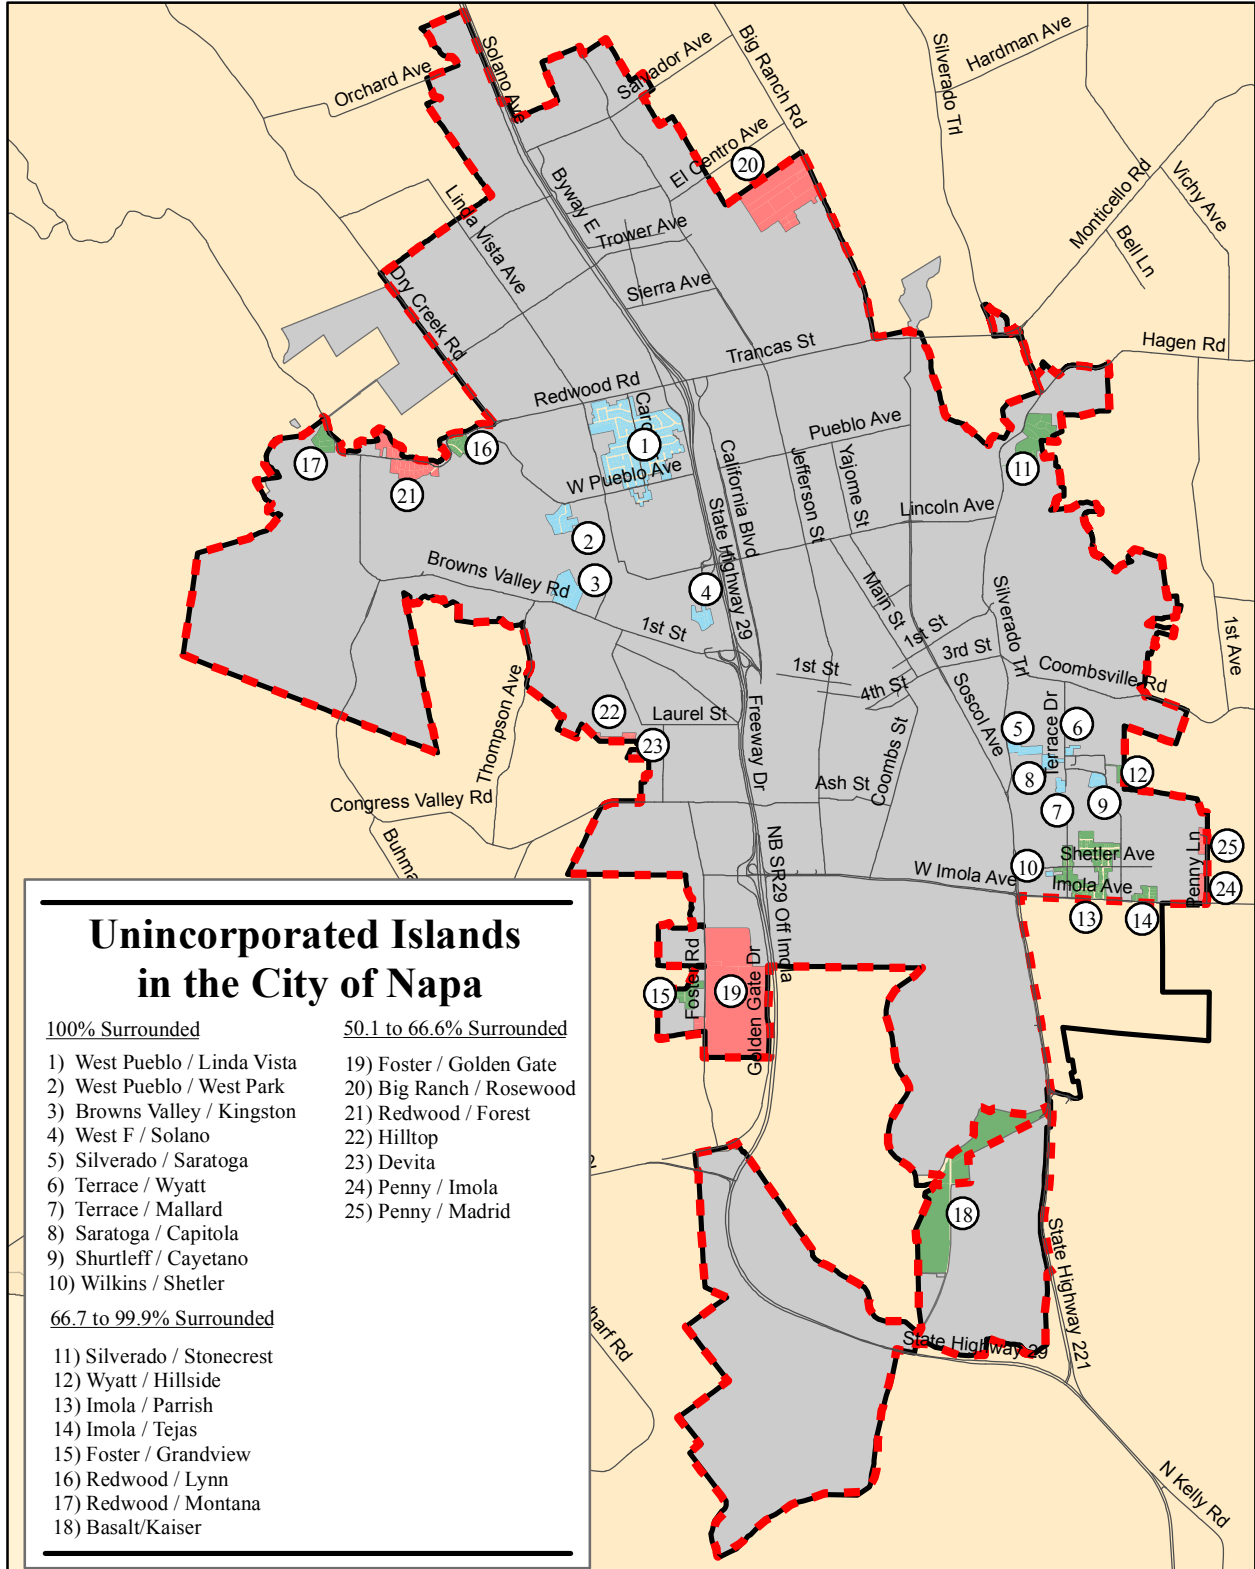 Solano Ave
Salvador Ave
Big Ranch Rd
Silverado Trl
Hardman Ave
Orchard Ave
El Centro Ave
20
Monticello Rd
Vichy Ave
Bell Ln
Byway E
Linda Vista Ave
Trower Ave
Sierra Ave
Dry Creek Rd
Trancas St
Hagen Rd
Redwood Rd
1
Pueblo Ave
16
17
21
W Pueblo Ave
California Blvd
Jefferson St
Yajome St
11
State Highway 29
Lincoln Ave
2
Browns Valley Rd
3
4
Main St
Silverado Trl
1st St
1st St
3rd St
1st St
4th St
Coombsville Rd
1st Ave
Thompson Ave
Soscol Ave
Terrace Dr
22
Laurel St
Freeway Dr
5
6
23
Coombs St
8
12
Ash St
7
9
Congress Valley Rd
Buhma
NB SR29 Off Imola
Shetler Ave
Penny Ln
25
10
W Imola Ave
Imola Ave
24
13
14
Foster Rd
Golden Gate Dr
15
19
18
State Highway 221
State Highway 29
harf Rd
N Kelly Rd
Unincorporated Islands
in the City of Napa
100% Surrounded
1) West Pueblo / Linda Vista
2) West Pueblo / West Park
3) Browns Valley / Kingston
4) West F / Solano
5) Silverado / Saratoga
6) Terrace / Wyatt
7) Terrace / Mallard
8) Saratoga / Capitola
9) Shurtleff / Cayetano
10) Wilkins / Shetler
66.7 to 99.9% Surrounded
11) Silverado / Stonecrest
12) Wyatt / Hillside
13) Imola / Parrish
14) Imola / Tejas
15) Foster / Grandview
16) Redwood / Lynn
17) Redwood / Montana
18) Basalt/Kaiser
50.1 to 66.6% Surrounded
19) Foster / Golden Gate
20) Big Ranch / Rosewood
21) Redwood / Forest
22) Hilltop
23) Devita
24) Penny / Imola
25) Penny / Madrid